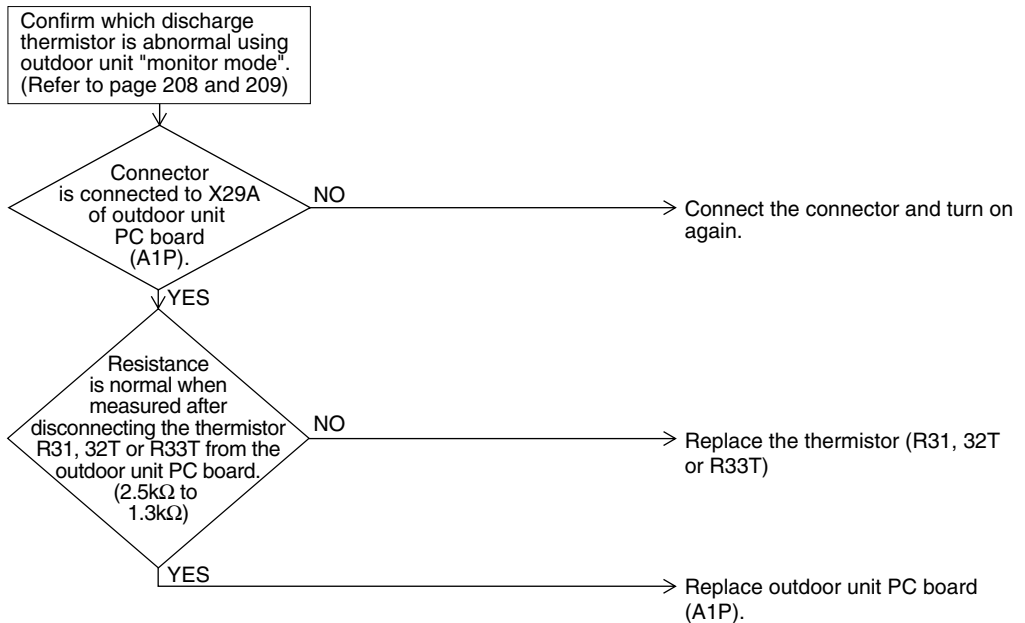 Confirm which discharge
thermistor is abnormal using
outdoor unit "monitor mode".
(Refer to page 208 and 209)
Connector
is connected to X29A
of outdoor unit
PC board
(A1P).
NO
Connect the connector and turn on
again.
YES
Resistance
is normal when
measured after
disconnecting the thermistor
R31, 32T or R33T from the
outdoor unit PC board.
(2.5kΩ to
1.3kΩ)
NO
Replace the thermistor (R31, 32T
or R33T)
YES
Replace outdoor unit PC board
(A1P).